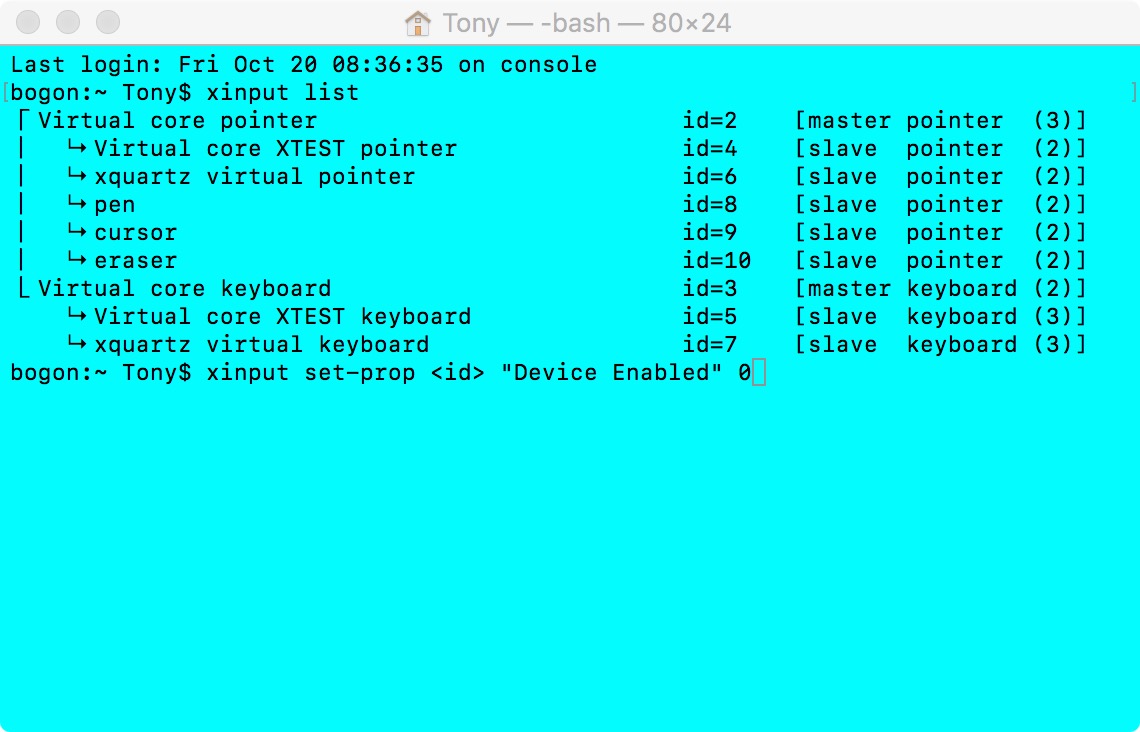 Tony — -bash — 80×24
Last login: Fri Oct 20 08:36:35 on console
[bogon:~ Tony$ xinput list ]
⎡ Virtual core pointer id=2 [master pointer (3)]
⎜ ↳ Virtual core XTEST pointer id=4 [slave pointer (2)]
⎜ ↳ xquartz virtual pointer id=6 [slave pointer (2)]
⎜ ↳ pen id=8 [slave pointer (2)]
⎜ ↳ cursor id=9 [slave pointer (2)]
⎜ ↳ eraser id=10 [slave pointer (2)]
⎣ Virtual core keyboard id=3 [master keyboard (2)]
↳ Virtual core XTEST keyboard id=5 [slave keyboard (3)]
↳ xquartz virtual keyboard id=7 [slave keyboard (3)]
bogon:~ Tony$ xinput set-prop <id> "Device Enabled" 0